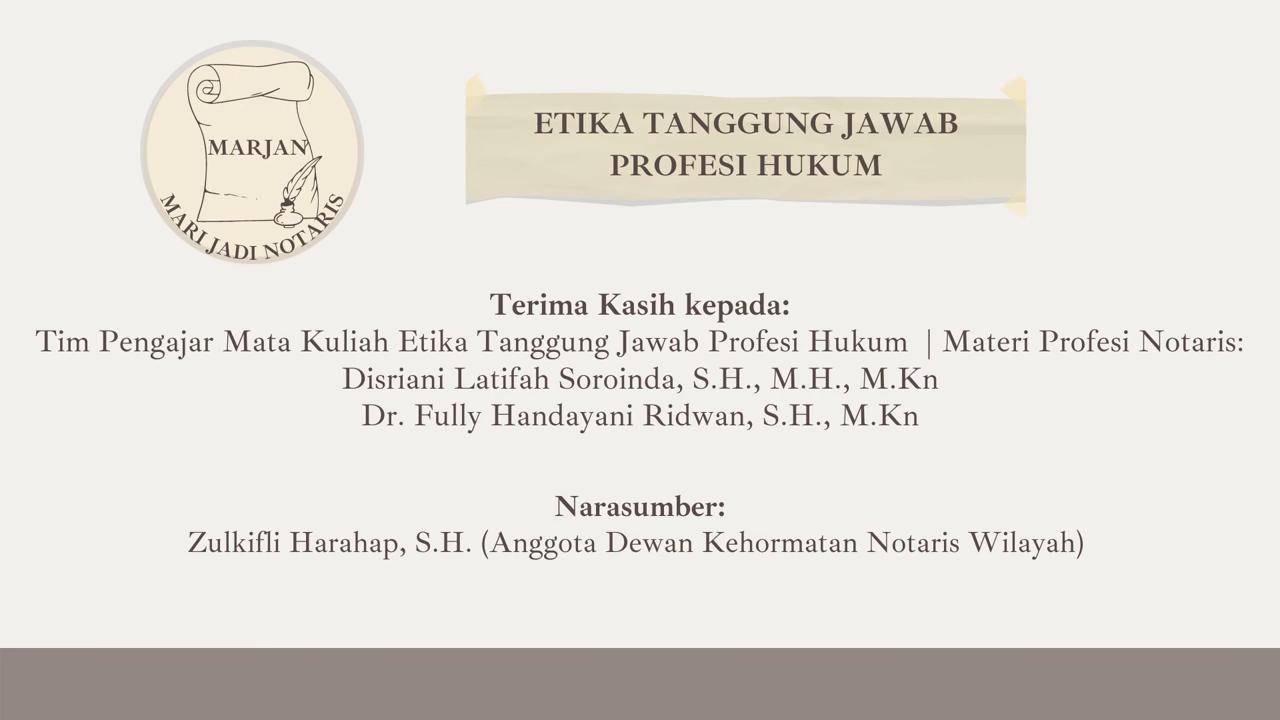 MARJAN
MARI JADI NOTARIS
ETIKA TANGGUNG JAWAB
PROFESI HUKUM
Terima Kasih kepada:
Tim Pengajar Mata Kuliah Etika Tanggung Jawab Profesi Hukum | Materi Profesi Notaris:
Disriani Latifah Soroinda, S.H., M.H., M.Kn
Dr. Fully Handayani Ridwan, S.H., M.Kn
Narasumber:
Zulkifli Harahap, S.H. (Anggota Dewan Kehormatan Notaris Wilayah)